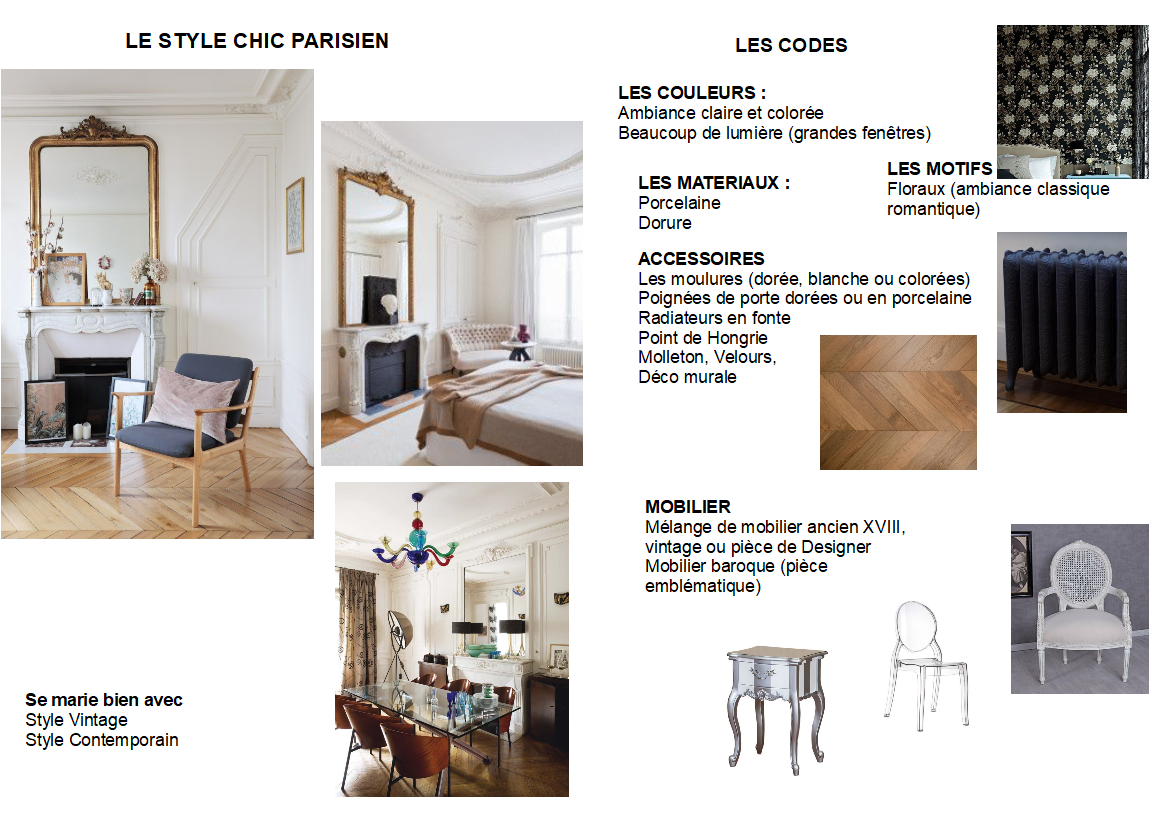 LE STYLE CHIC PARISIEN
LES CODES
LES COULEURS :
Ambiance claire et colorée
Beaucoup de lumière (grandes fenêtres)
LES MOTIFS
Floraux (ambiance classique
romantique)
LES MATERIAUX :
Porcelaine
Dorure
ACCESSOIRES
Les moulures (dorée, blanche ou colorées)
Poignées de porte dorées ou en porcelaine
Radiateurs en fonte
Point de Hongrie
Molleton, Velours,
Déco murale
MOBILIER
Mélange de mobilier ancien XVIII,
vintage ou pièce de Designer
Mobilier baroque (pièce
emblématique)
Se marie bien avec
Style Vintage
Style Contemporain